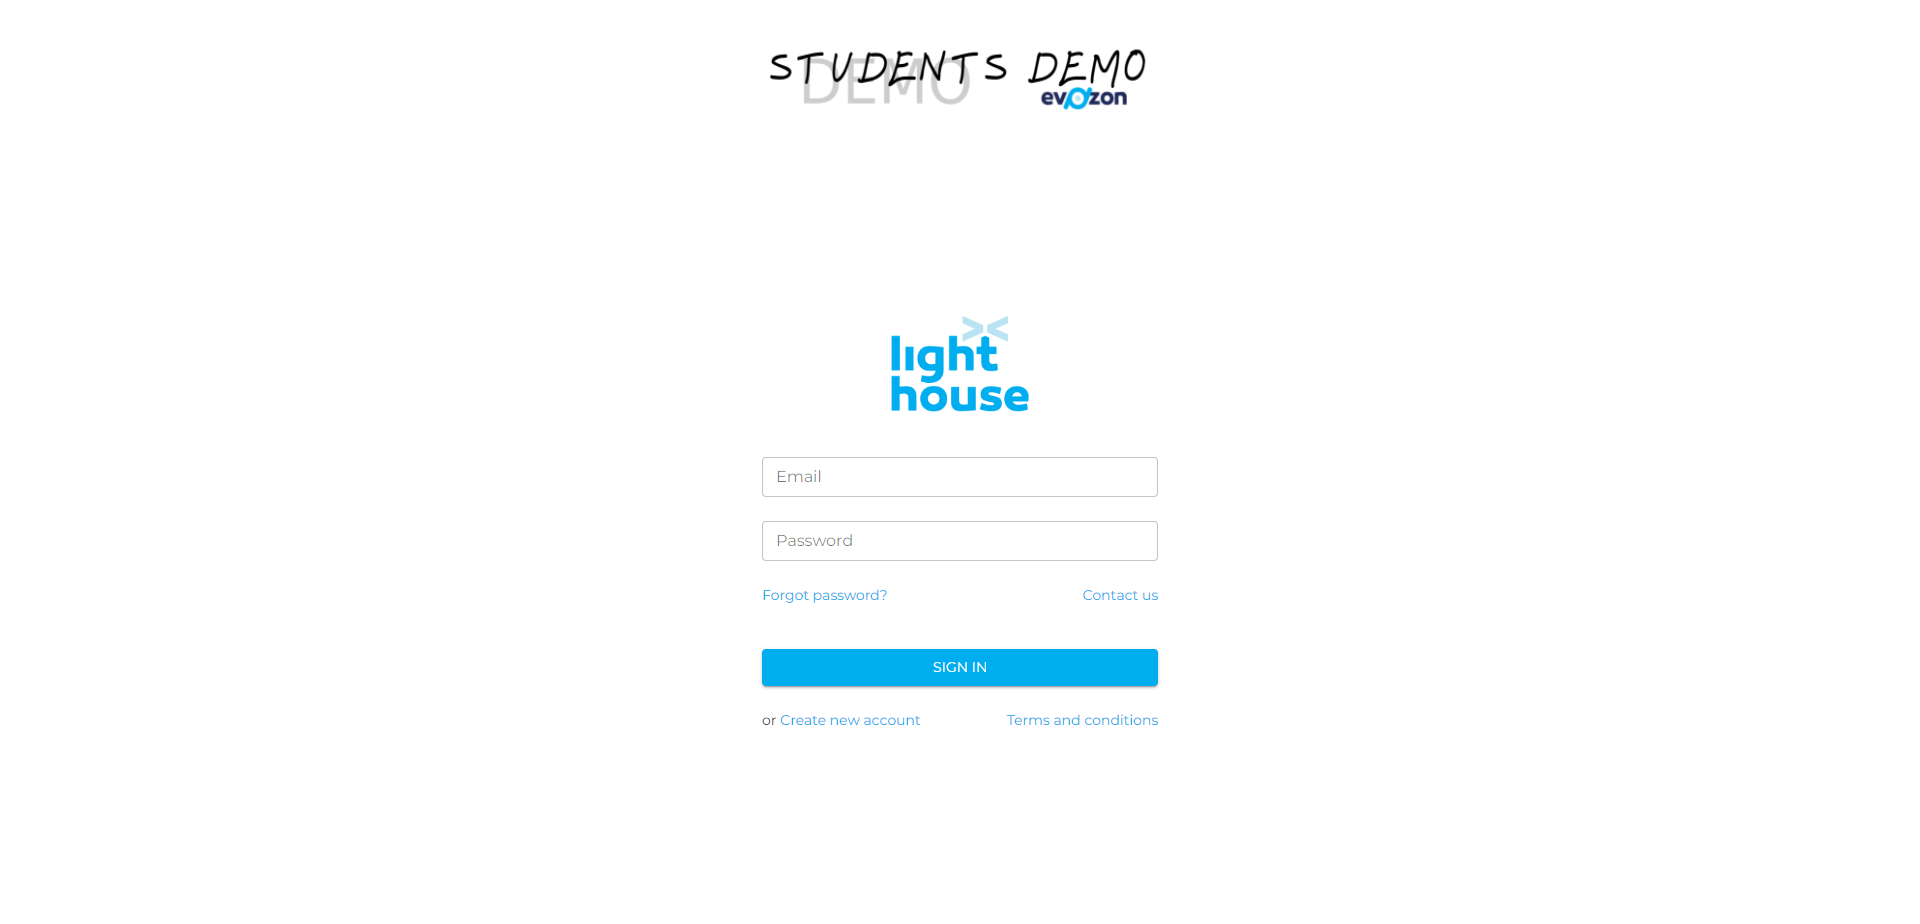 STUDENTS DEMO
DEMO
evozon
light
house
Email
Password
Forgot password?
Contact us
SIGN IN
or Create new account
Terms and conditions